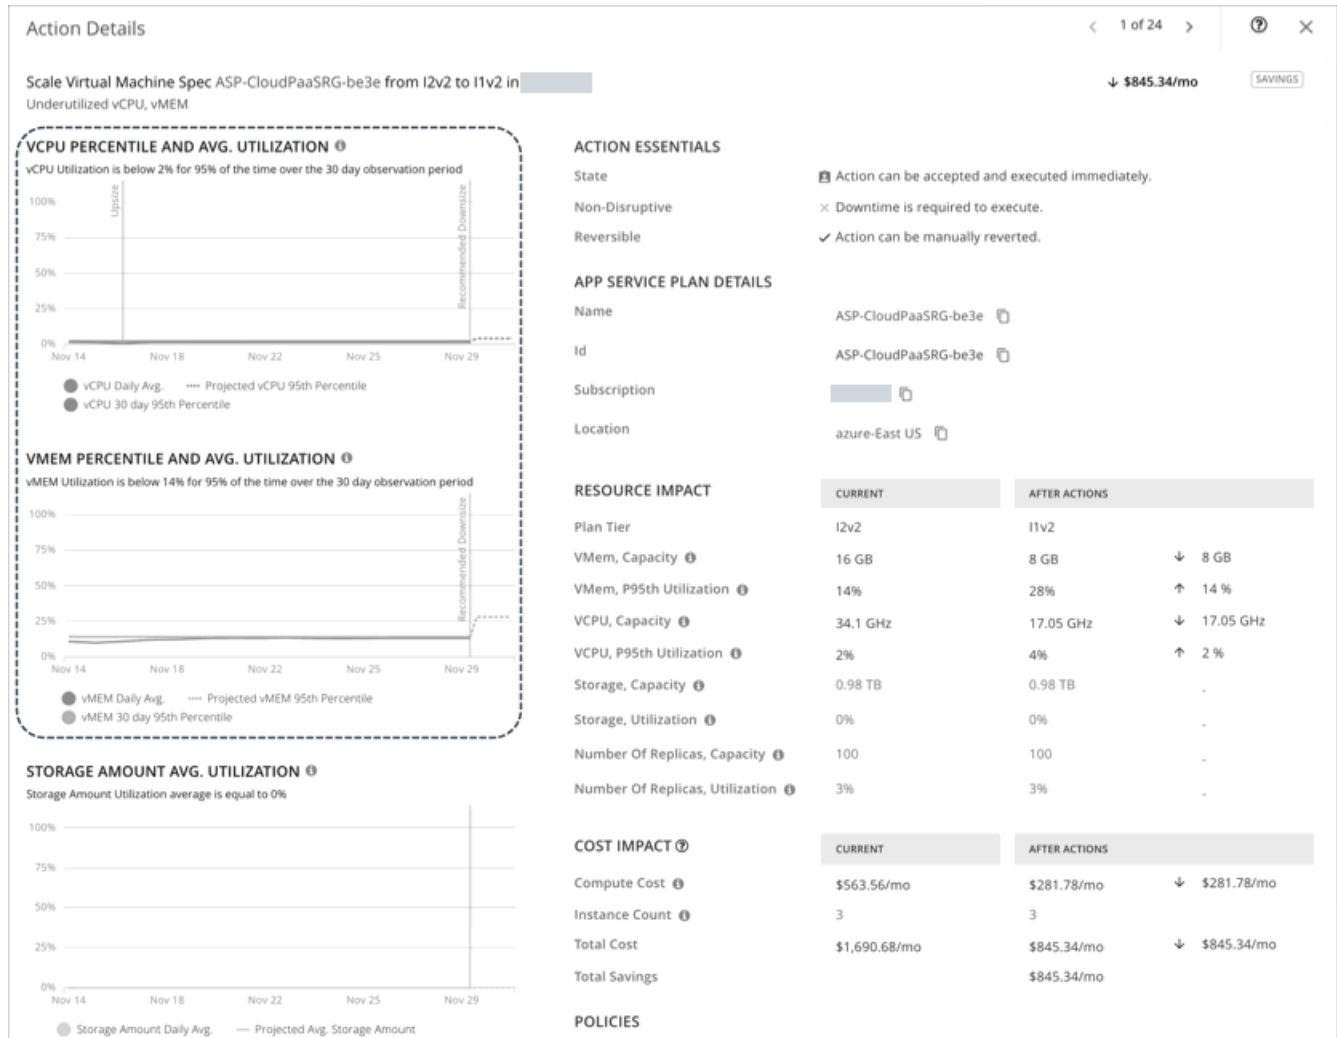 Action Details
1 of 24
Scale Virtual Machine Spec ASP-CloudPaaSRG-be3e from I2v2 to I1v2 in
$845.34/mo
SAVINGS
Underutilized vCPU, vMEM
VCPU PERCENTILE AND AVG. UTILIZATION
vCPU Utilization is below 2% for 95% of the time over the 30 day observation period
100%
75%
50%
25%
0%
Upsize
Recommended Downsize
Nov 14 Nov 18 Nov 22 Nov 25 Nov 29
vCPU Daily Avg. Projected vCPU 95th Percentile
vCPU 30 day 95th Percentile
VMEM PERCENTILE AND AVG. UTILIZATION
vMEM Utilization is below 14% for 95% of the time over the 30 day observation period
100%
75%
50%
25%
0%
Recommended Downsize
Nov 14 Nov 18 Nov 22 Nov 25 Nov 29
vMEM Daily Avg. Projected vMEM 95th Percentile
vMEM 30 day 95th Percentile
STORAGE AMOUNT AVG. UTILIZATION
Storage Amount Utilization average is equal to 0%
100%
75%
50%
25%
0%
Nov 14 Nov 18 Nov 22 Nov 25 Nov 29
Storage Amount Daily Avg. Projected Avg. Storage Amount
ACTION ESSENTIALS
State Action can be accepted and executed immediately.
Non-Disruptive Downtime is required to execute.
Reversible Action can be manually reverted.
APP SERVICE PLAN DETAILS
Name ASP-CloudPaaSRG-be3e
Id ASP-CloudPaaSRG-be3e
Subscription
Location azure-East US
RESOURCE IMPACT CURRENT AFTER ACTIONS
Plan Tier I2v2 I1v2
VMem, Capacity 16 GB 8 GB 8 GB
VMem, P95th Utilization 14% 28% 14 %
VCPU, Capacity 34.1 GHz 17.05 GHz 17.05 GHz
VCPU, P95th Utilization 2% 4% 2 %
Storage, Capacity 0.98 TB 0.98 TB -
Storage, Utilization 0% 0% -
Number Of Replicas, Capacity 100 100 -
Number Of Replicas, Utilization 3% 3% -
COST IMPACT CURRENT AFTER ACTIONS
Compute Cost $563.56/mo $281.78/mo $281.78/mo
Instance Count 3 3
Total Cost $1,690.68/mo $845.34/mo $845.34/mo
Total Savings $845.34/mo
POLICIES